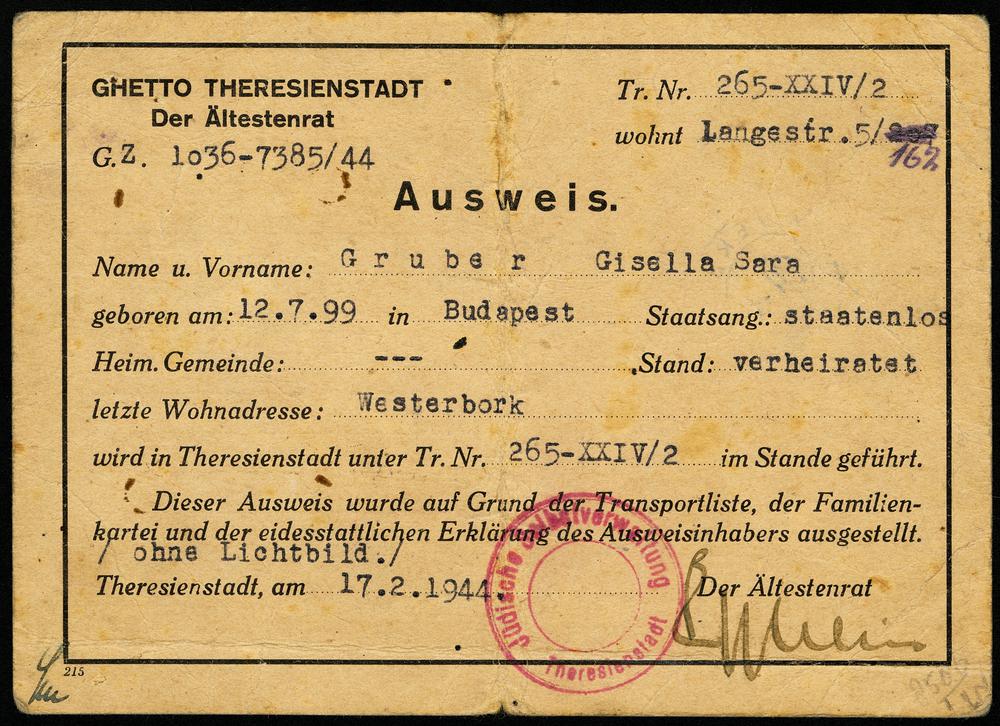 GHETTO THERESIENSTADT
Der Ältestenrat
G.Z. 1o36-7385/44
Tr. Nr. 265-XXIV/2
wohnt Langestr.5/
162
Ausweis.
Name u. Vorname: Gruber Gisella Sara
geboren am: 12.7.99 in Budapest Staatsang.: staatenlos
Heim. Gemeinde: --- Stand: verheiratet
letzte Wohnadresse: Westerbork
wird in Theresienstadt unter Tr. Nr. 265-XXIV/2 im Stande geführt.
Dieser Ausweis wurde auf Grund der Transportliste, der Familien-
kartei und der eidesstattlichen Erklärung des Ausweisinhabers ausgestellt.
/ ohne Lichtbild./
Theresienstadt, am 17.2.1944. Der Ältestenrat
Jüdische Selbstverwaltung
Theresienstadt
215